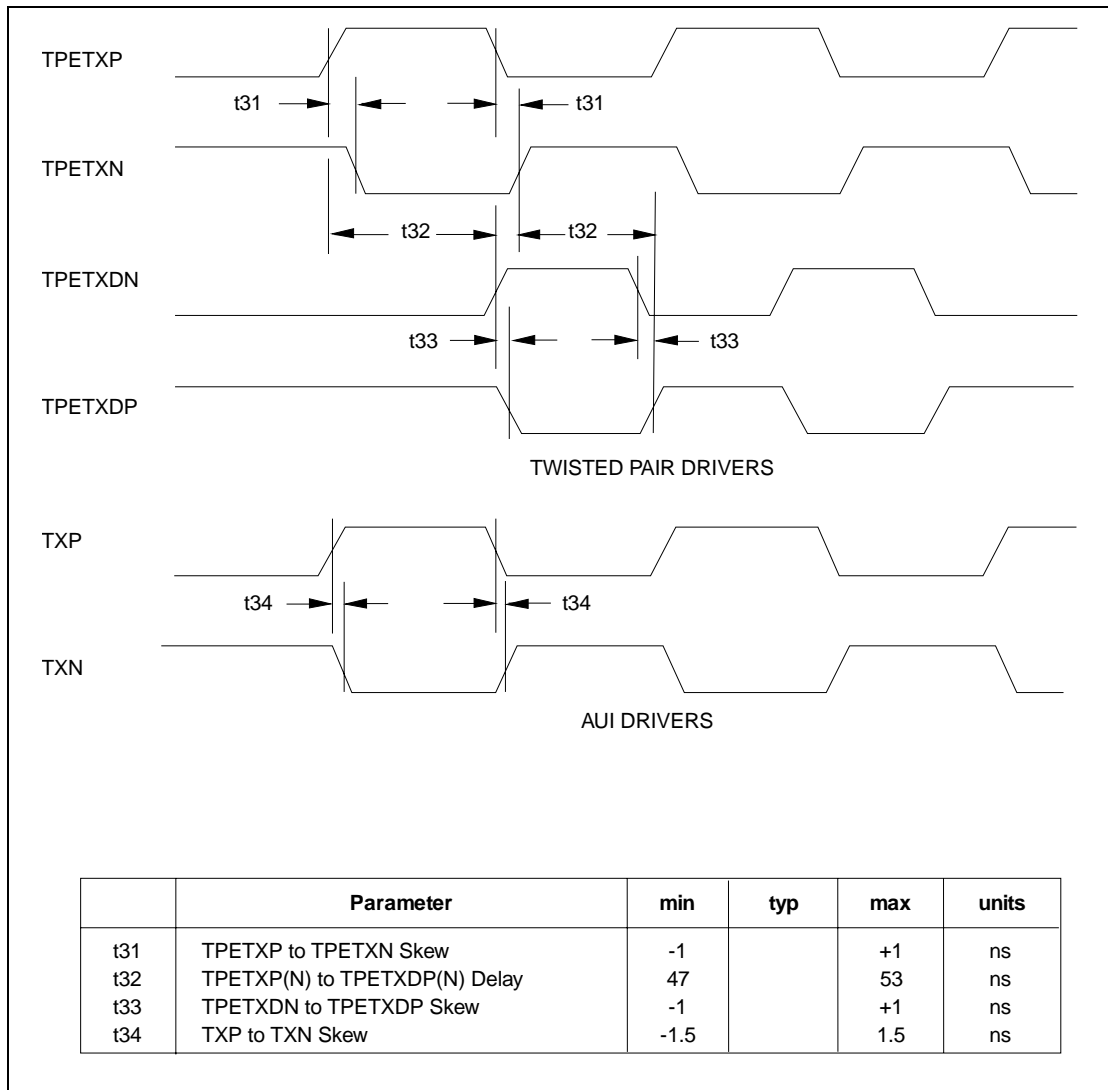 TPETXP
t31 t31
TPETXN
t32 t32
TPETXDN
t33 t33
TPETXDP
TWISTED PAIR DRIVERS
TXP
t34 t34
TXN
AUI DRIVERS
Parameter min typ max units
t31 TPETXP to TPETXN Skew -1 +1 ns
t32 TPETXP(N) to TPETXDP(N) Delay 47 53 ns
t33 TPETXDN to TPETXDP Skew -1 +1 ns
t34 TXP to TXN Skew -1.5 1.5 ns